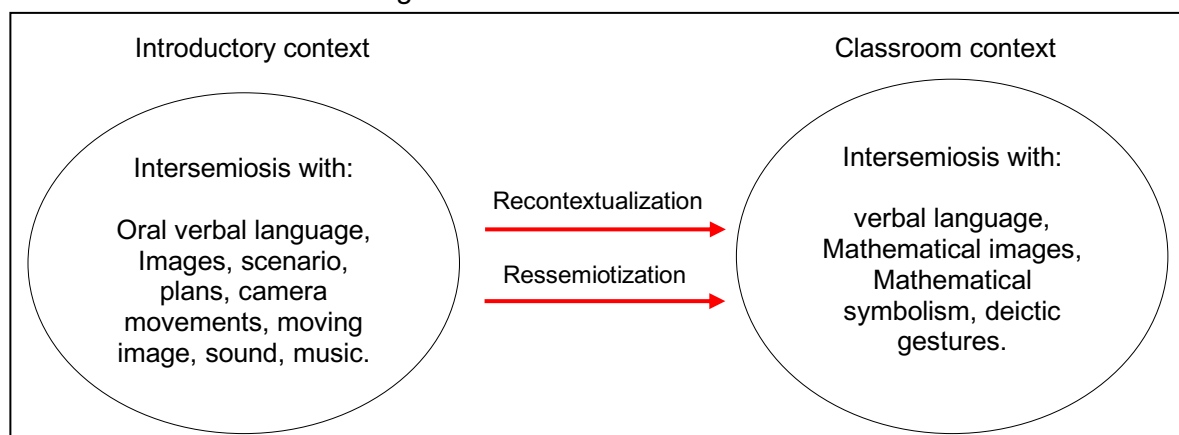 Introductory context
Classroom context
Intersemiosis with:
Oral verbal language,
Images, scenario,
plans, camera
movements, moving
image, sound, music.
Recontextualization
Ressemiotization
Intersemiosis with:
verbal language,
Mathematical images,
Mathematical
symbolism, deictic
gestures.